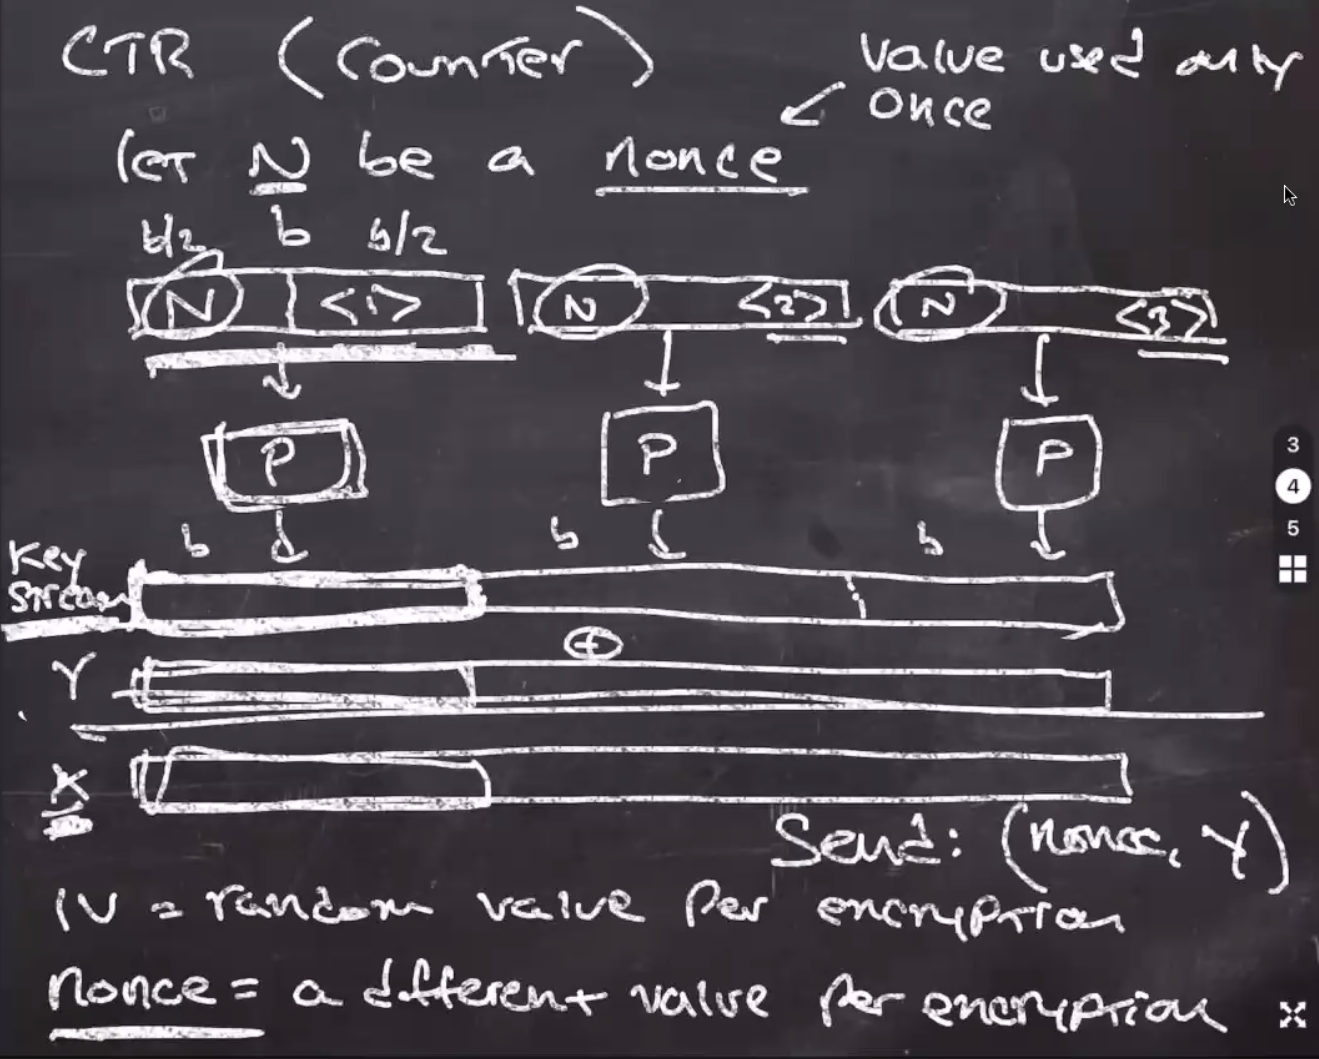 CTR (Counter)
Value used only
once
let N be a nonce
b/2 b b/2
N <1> N <2> N <3>
P P P
b b b
Key
Stream
⊕
Y
X
Send: (nonce, Y)
IV = random value per encryption
nonce = a different value per encryption
3
4
5